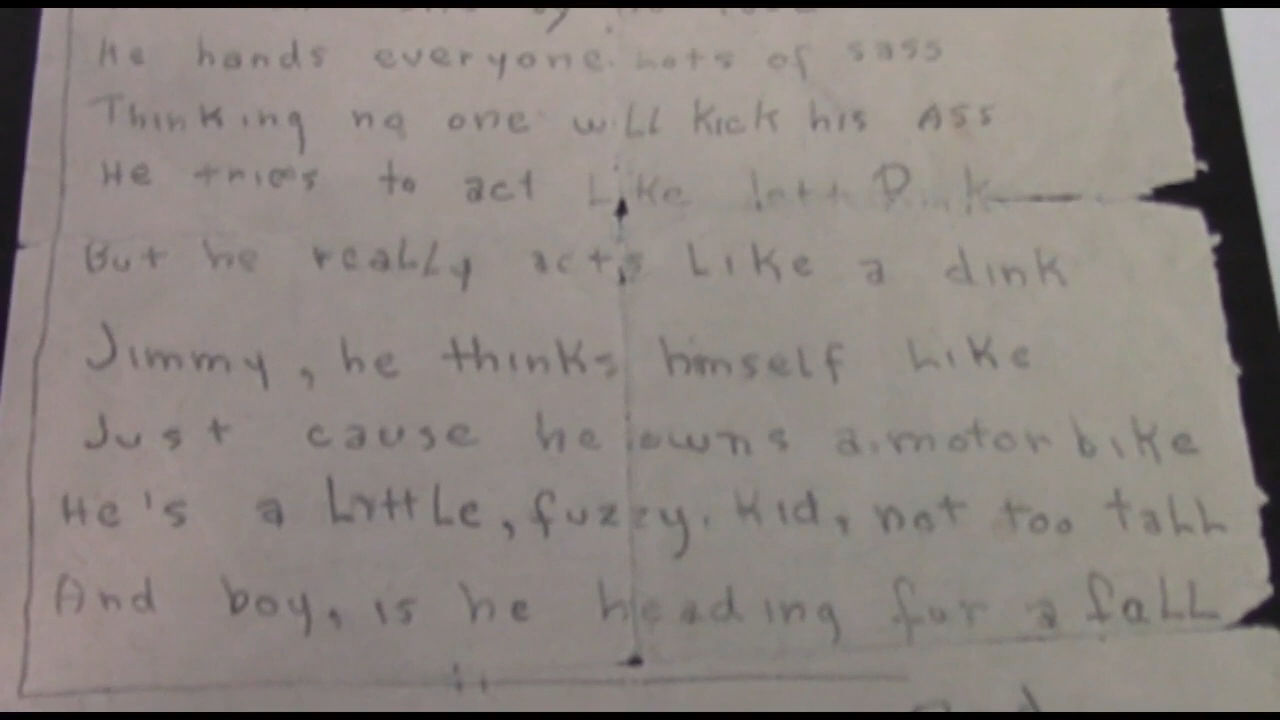 He hands everyone lots of sass
Thinking no one will kick his Ass
He tries to act Like
But he really acts Like a dink
Jimmy, he thinks himself Like
Just cause he owns a motorbike
He's a Little, fuzzy, Kid, not too tall
And boy, is he heading for a fall